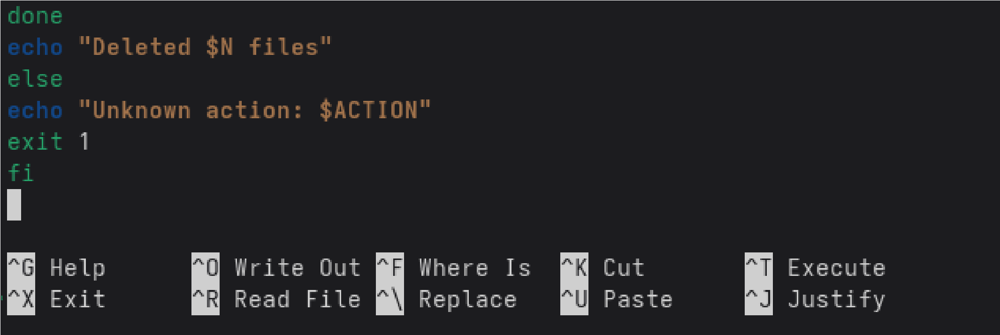 done
echo "Deleted $N files"
else
echo "Unknown action: $ACTION"
exit 1
fi
^G Help ^O Write Out ^F Where Is ^K Cut ^T Execute
^X Exit ^R Read File ^\ Replace ^U Paste ^J Justify